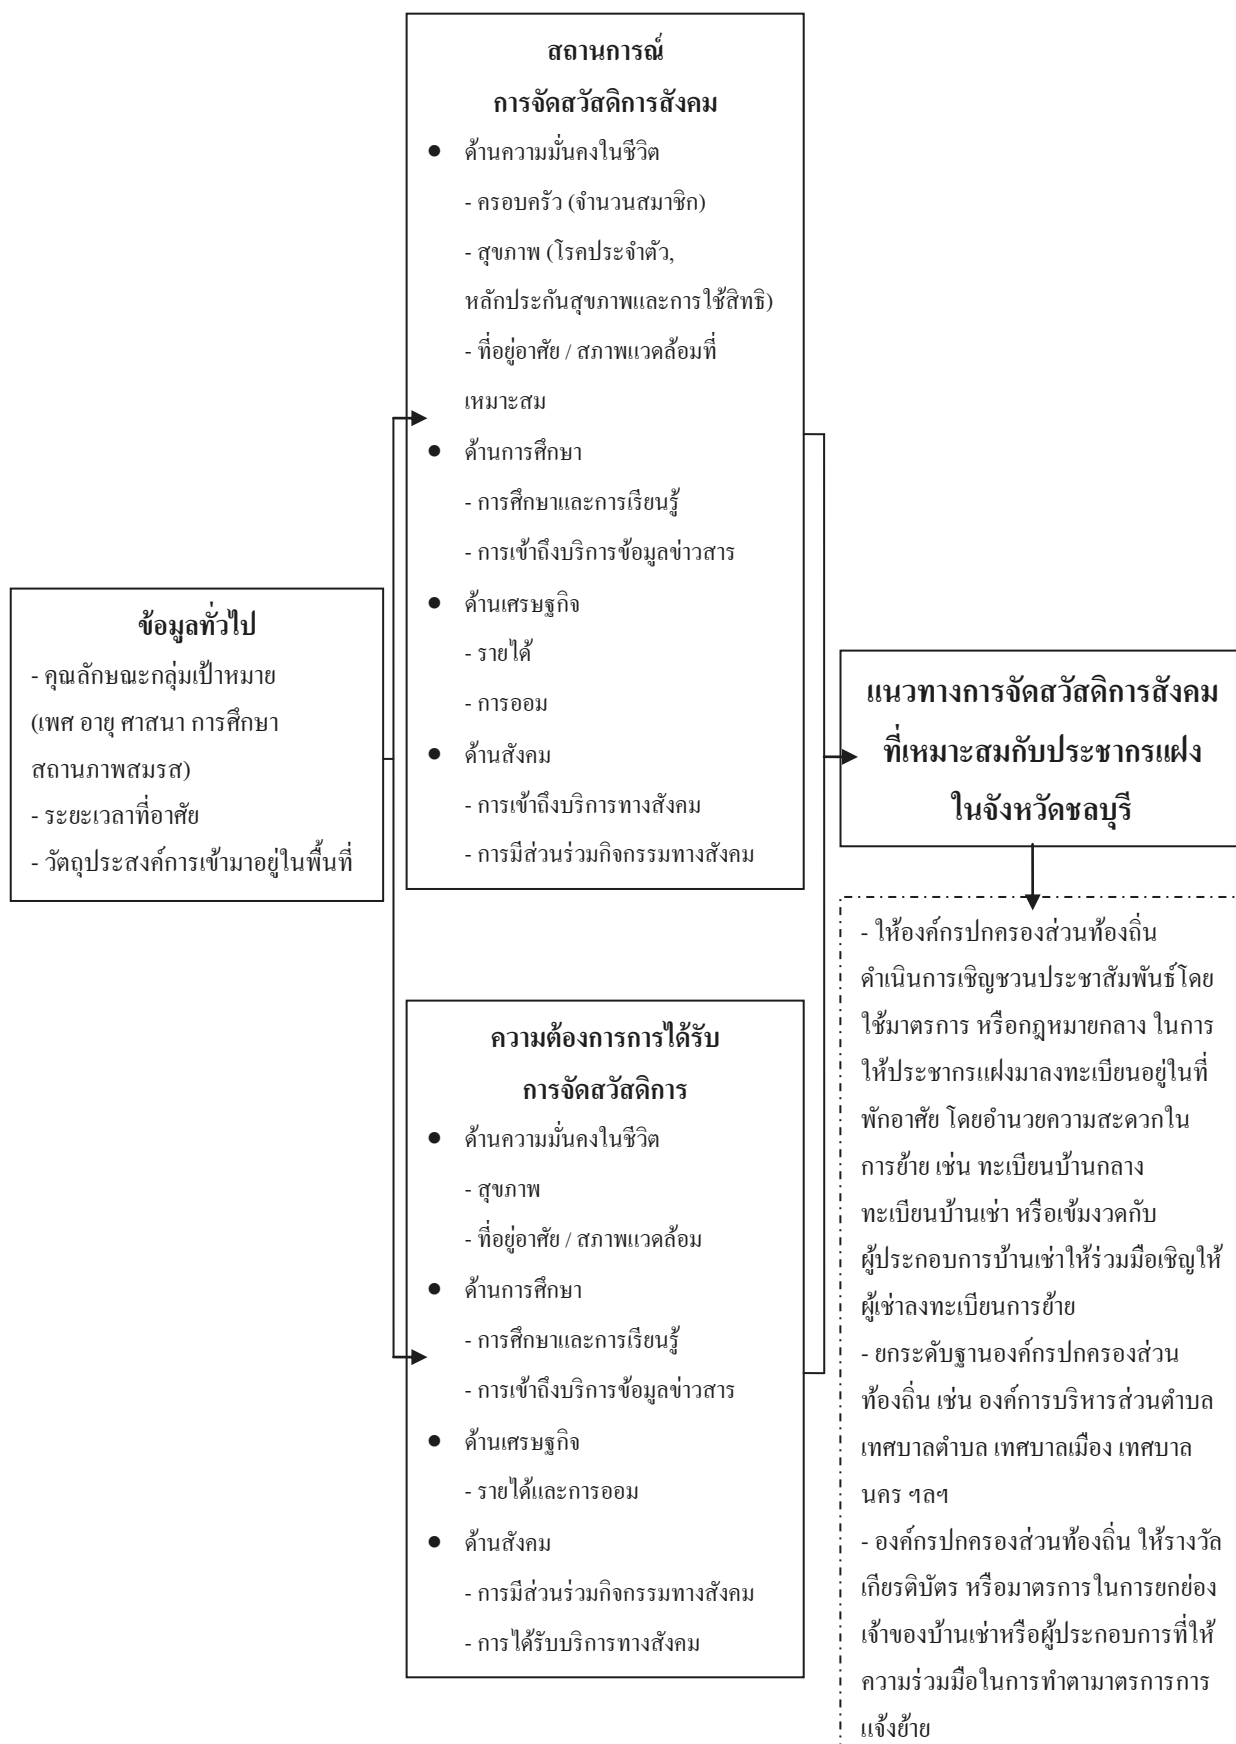 ข้อมูลทั่วไป
- คุณลักษณะกลุ่มเป้าหมาย
(เพศ อายุ ศาสนา การศึกษา
สถานภาพสมรส)
- ระยะเวลาที่อาศัย
- วัตถุประสงค์การเข้ามาอยู่ในพื้นที่
สถานการณ์
การจัดสวัสดิการสังคม
● ด้านความมั่นคงในชีวิต
- ครอบครัว (จำนวนสมาชิก)
- สุขภาพ (โรคประจำตัว,
หลักประกันสุขภาพและการใช้สิทธิ)
- ที่อยู่อาศัย / สภาพแวดล้อมที่
เหมาะสม
● ด้านการศึกษา
- การศึกษาและการเรียนรู้
- การเข้าถึงบริการข้อมูลข่าวสาร
● ด้านเศรษฐกิจ
- รายได้
- การออม
● ด้านสังคม
- การเข้าถึงบริการทางสังคม
- การมีส่วนร่วมกิจกรรมทางสังคม
ความต้องการการได้รับ
การจัดสวัสดิการ
● ด้านความมั่นคงในชีวิต
- สุขภาพ
- ที่อยู่อาศัย / สภาพแวดล้อม
● ด้านการศึกษา
- การศึกษาและการเรียนรู้
- การเข้าถึงบริการข้อมูลข่าวสาร
● ด้านเศรษฐกิจ
- รายได้และการออม
● ด้านสังคม
- การมีส่วนร่วมกิจกรรมทางสังคม
- การได้รับบริการทางสังคม
แนวทางการจัดสวัสดิการสังคม
ที่เหมาะสมกับประชากรแฝง
ในจังหวัดชลบุรี
- ให้องค์กรปกครองส่วนท้องถิ่น
ดำเนินการเชิญชวนประชาสัมพันธ์โดย
ใช้มาตรการ หรือกฎหมายกลาง ในการ
ให้ประชากรแฝงมาลงทะเบียนอยู่ในที่
พักอาศัย โดยอำนวยความสะดวกใน
การย้าย เช่น ทะเบียนบ้านกลาง
ทะเบียนบ้านเช่า หรือเข้มงวดกับ
ผู้ประกอบการบ้านเช่าให้ร่วมมือเชิญให้
ผู้เช่าลงทะเบียนการย้าย
- ยกระดับฐานองค์กรปกครองส่วน
ท้องถิ่น เช่น องค์การบริหารส่วนตำบล
เทศบาลตำบล เทศบาลเมือง เทศบาล
นคร ฯลฯ
- องค์กรปกครองส่วนท้องถิ่น ให้รางวัล
เกียรติบัตร หรือมาตรการในการยกย่อง
เจ้าของบ้านเช่าหรือผู้ประกอบการที่ให้
ความร่วมมือในการทำตามาตรการการ
แจ้งย้าย